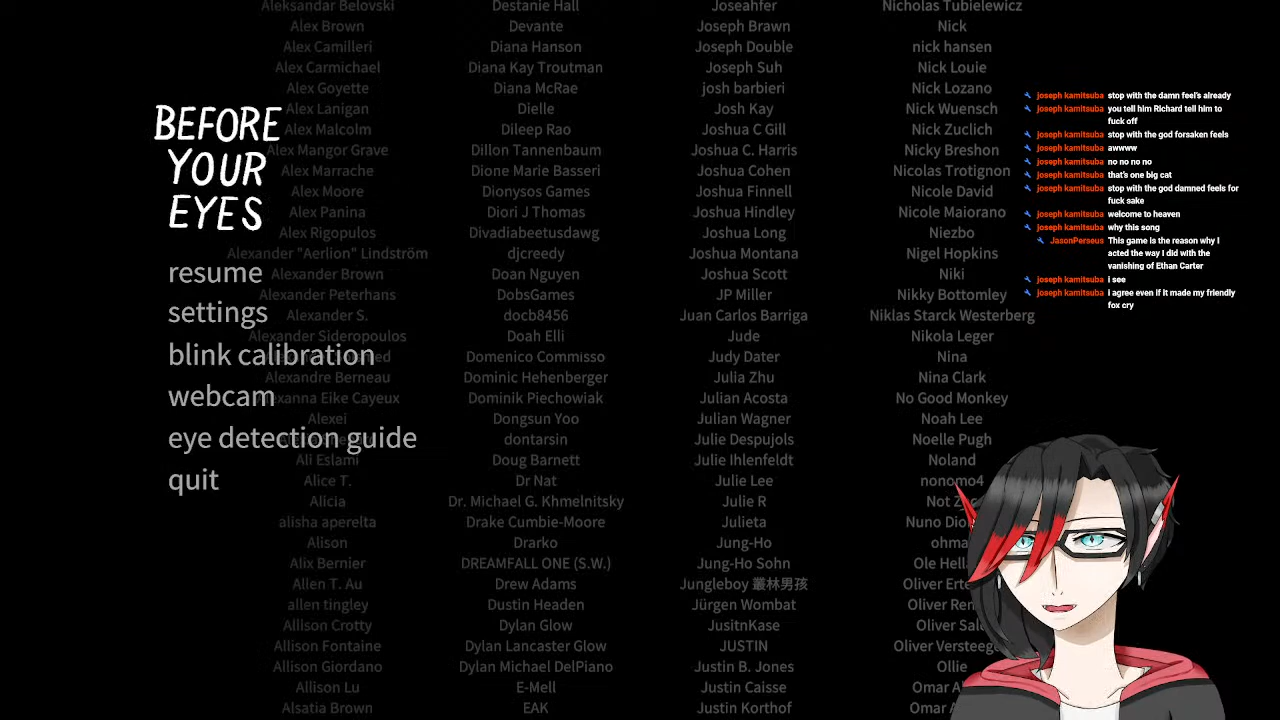 Aleksandar Belovski
Alex Brown
Alex Camilleri
Alex Carmichael
Alex Goyette
Alex Lanigan
Alex Malcolm
Alex Mangor Grave
Alex Marrache
Alex Moore
Alex Panina
Alex Rigopulos
Alexander "Aerlion" Lindström
Alexander Brown
Alexander Peterhans
Alexander S.
Alexander Sideropoulos
Alexandre Berneau
Alexanna Eike Cayeux
Alexei
Ali Eslami
Alice T.
Alicia
alisha aperelta
Alison
Alix Bernier
Allen T. Au
allen tingley
Allison Crotty
Allison Fontaine
Allison Giordano
Allison Lu
Alsatia Brown
Destanie Hall
Devante
Diana Hanson
Diana Kay Troutman
Diana McRae
Dielle
Dileep Rao
Dillon Tannenbaum
Dione Marie Basseri
Dionysos Games
Diori J Thomas
Divadiabeetusdawg
djcreedy
Doan Nguyen
DobsGames
docb8456
Doah Elli
Domenico Commisso
Dominic Hehenberger
Dominik Piechowiak
Dongsun Yoo
dontarsin
Doug Barnett
Dr Nat
Dr. Michael G. Khmelnitsky
Drake Cumbie-Moore
Drarko
DREAMFALL ONE (S.W.)
Drew Adams
Dustin Headen
Dylan Glow
Dylan Lancaster Glow
Dylan Michael DelPiano
E-Mell
EAK
Joseahfer
Joseph Brawn
Joseph Double
Joseph Suh
josh barbieri
Josh Kay
Joshua C Gill
Joshua C. Harris
Joshua Cohen
Joshua Finnell
Joshua Hindley
Joshua Long
Joshua Montana
Joshua Scott
JP Miller
Juan Carlos Barriga
Jude
Judy Dater
Julia Zhu
Julian Acosta
Julian Wagner
Julie Despujols
Julie Ihlenfeldt
Julie Lee
Julie R
Julieta
Jung-Ho
Jung-Ho Sohn
Jungleboy 叢林男孩
Jürgen Wombat
JusitnKase
JUSTIN
Justin B. Jones
Justin Caisse
Justin Korthof
Nicholas Tubielewicz
Nick
nick hansen
Nick Louie
Nick Lozano
Nick Wuensch
Nick Zuclich
Nicky Breshon
Nicolas Trotignon
Nicole David
Nicole Maiorano
Niezbo
Nigel Hopkins
Niki
Nikky Bottomley
Niklas Starck Westerberg
Nikola Leger
Nina
Nina Clark
No Good Monkey
Noah Lee
Noelle Pugh
Noland
nonomo4
Not
Nuno
Ole
Oliver
Oliver
Oliver
Oliver
Ollie
Omar
Omar
BEFORE
YOUR
EYES
resume
settings
blink calibration
webcam
eye detection guide
quit
joseph kamitsuba stop with the damn feel's already
joseph kamitsuba you tell him Richard tell him to
fuck off
joseph kamitsuba stop with the god forsaken feels
joseph kamitsuba awwww
joseph kamitsuba no no no no
joseph kamitsuba that's one big cat
joseph kamitsuba stop with the god damned feels for
fuck sake
joseph kamitsuba welcome to heaven
joseph kamitsuba why this song
JasonPerseus This game is the reason why I
acted the way I did with the
vanishing of Ethan Carter
joseph kamitsuba i see
joseph kamitsuba I agree even if it made my friendly
fox cry